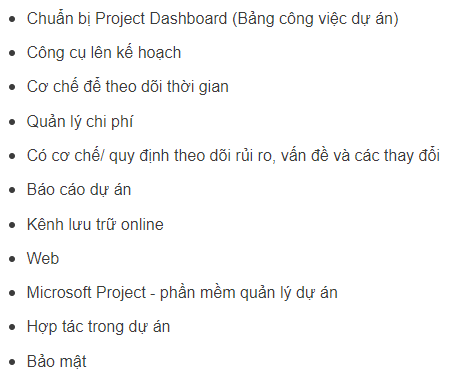 Chuẩn bị Project Dashboard (Bảng công việc dự án)
Công cụ lên kế hoạch
Cơ chế để theo dõi thời gian
Quản lý chi phí
Có cơ chế/ quy định theo dõi rủi ro, vấn đề và các thay đổi
Báo cáo dự án
Kênh lưu trữ online
Web
Microsoft Project - phần mềm quản lý dự án
Hợp tác trong dự án
Bảo mật